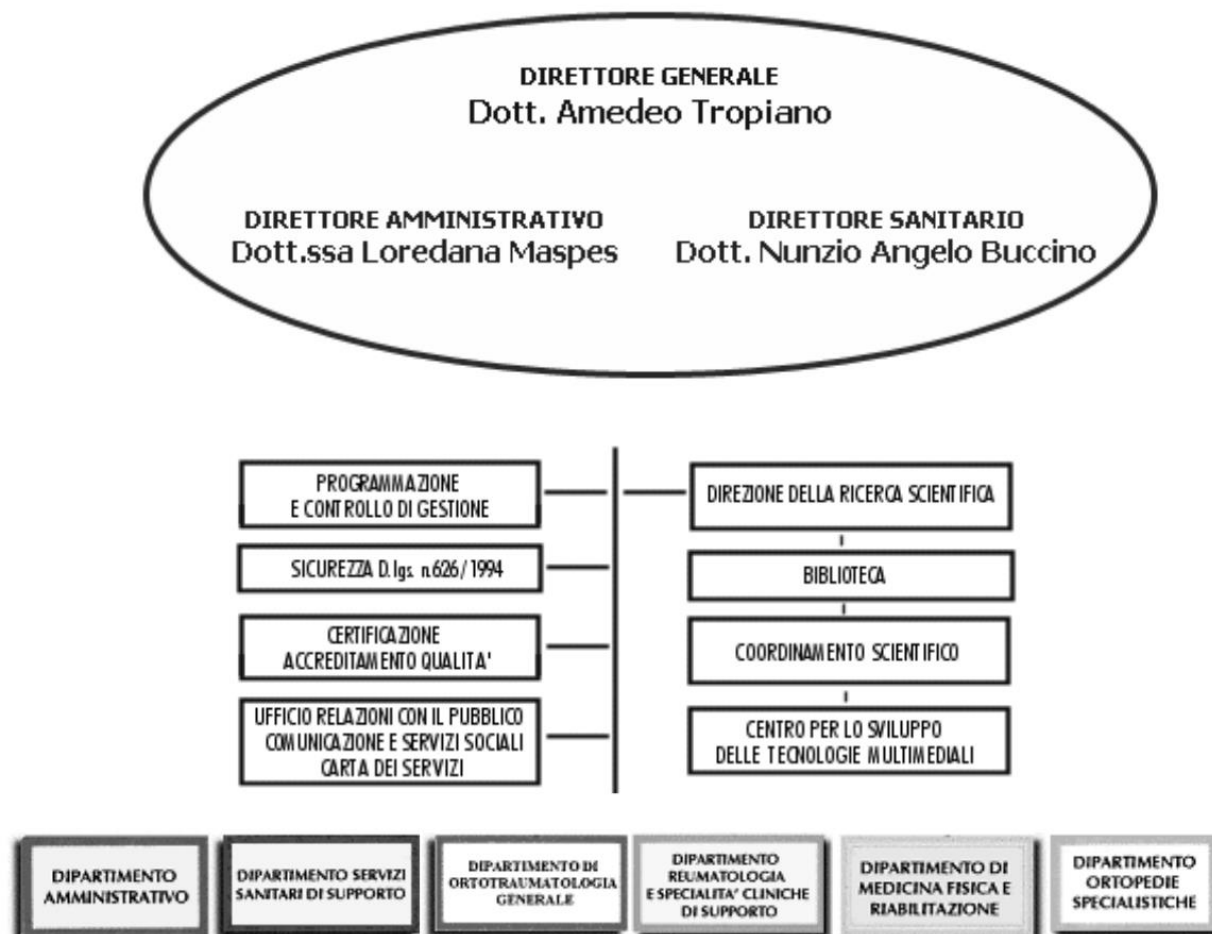 DIRETTORE GENERALE
Dott. Amedeo Tropiano
DIRETTORE AMMINISTRATIVO
Dott.ssa Loredana Maspes
DIRETTORE SANITARIO
Dott. Nunzio Angelo Buccino
PROGRAMMAZIONE
E CONTROLLO DI GESTIONE
SICUREZZA D.lgs. n.626/1994
CERTIFICAZIONE
ACCREDITAMENTO QUALITA'
UFFICIO RELAZIONI CON IL PUBBLICO
COMUNICAZIONE E SERVIZI SOCIALI
CARTA DEI SERVIZI
DIREZIONE DELLA RICERCA SCIENTIFICA
BIBLIOTECA
COORDINAMENTO SCIENTIFICO
CENTRO PER LO SVILUPPO
DELLE TECNOLOGIE MULTIMEDIALI
DIPARTIMENTO
AMMINISTRATIVO
DIPARTIMENTO SERVIZI
SANITARI DI SUPPORTO
DIPARTIMENTO DI
ORTOTRAUMATOLOGIA
GENERALE
DIPARTIMENTO
REUMATOLOGIA
E SPECIALITA' CLINICHE
DI SUPPORTO
DIPARTIMENTO DI
MEDICINA FISICA E
RIABILITAZIONE
DIPARTIMENTO
ORTOPEDIE
SPECIALISTICHE